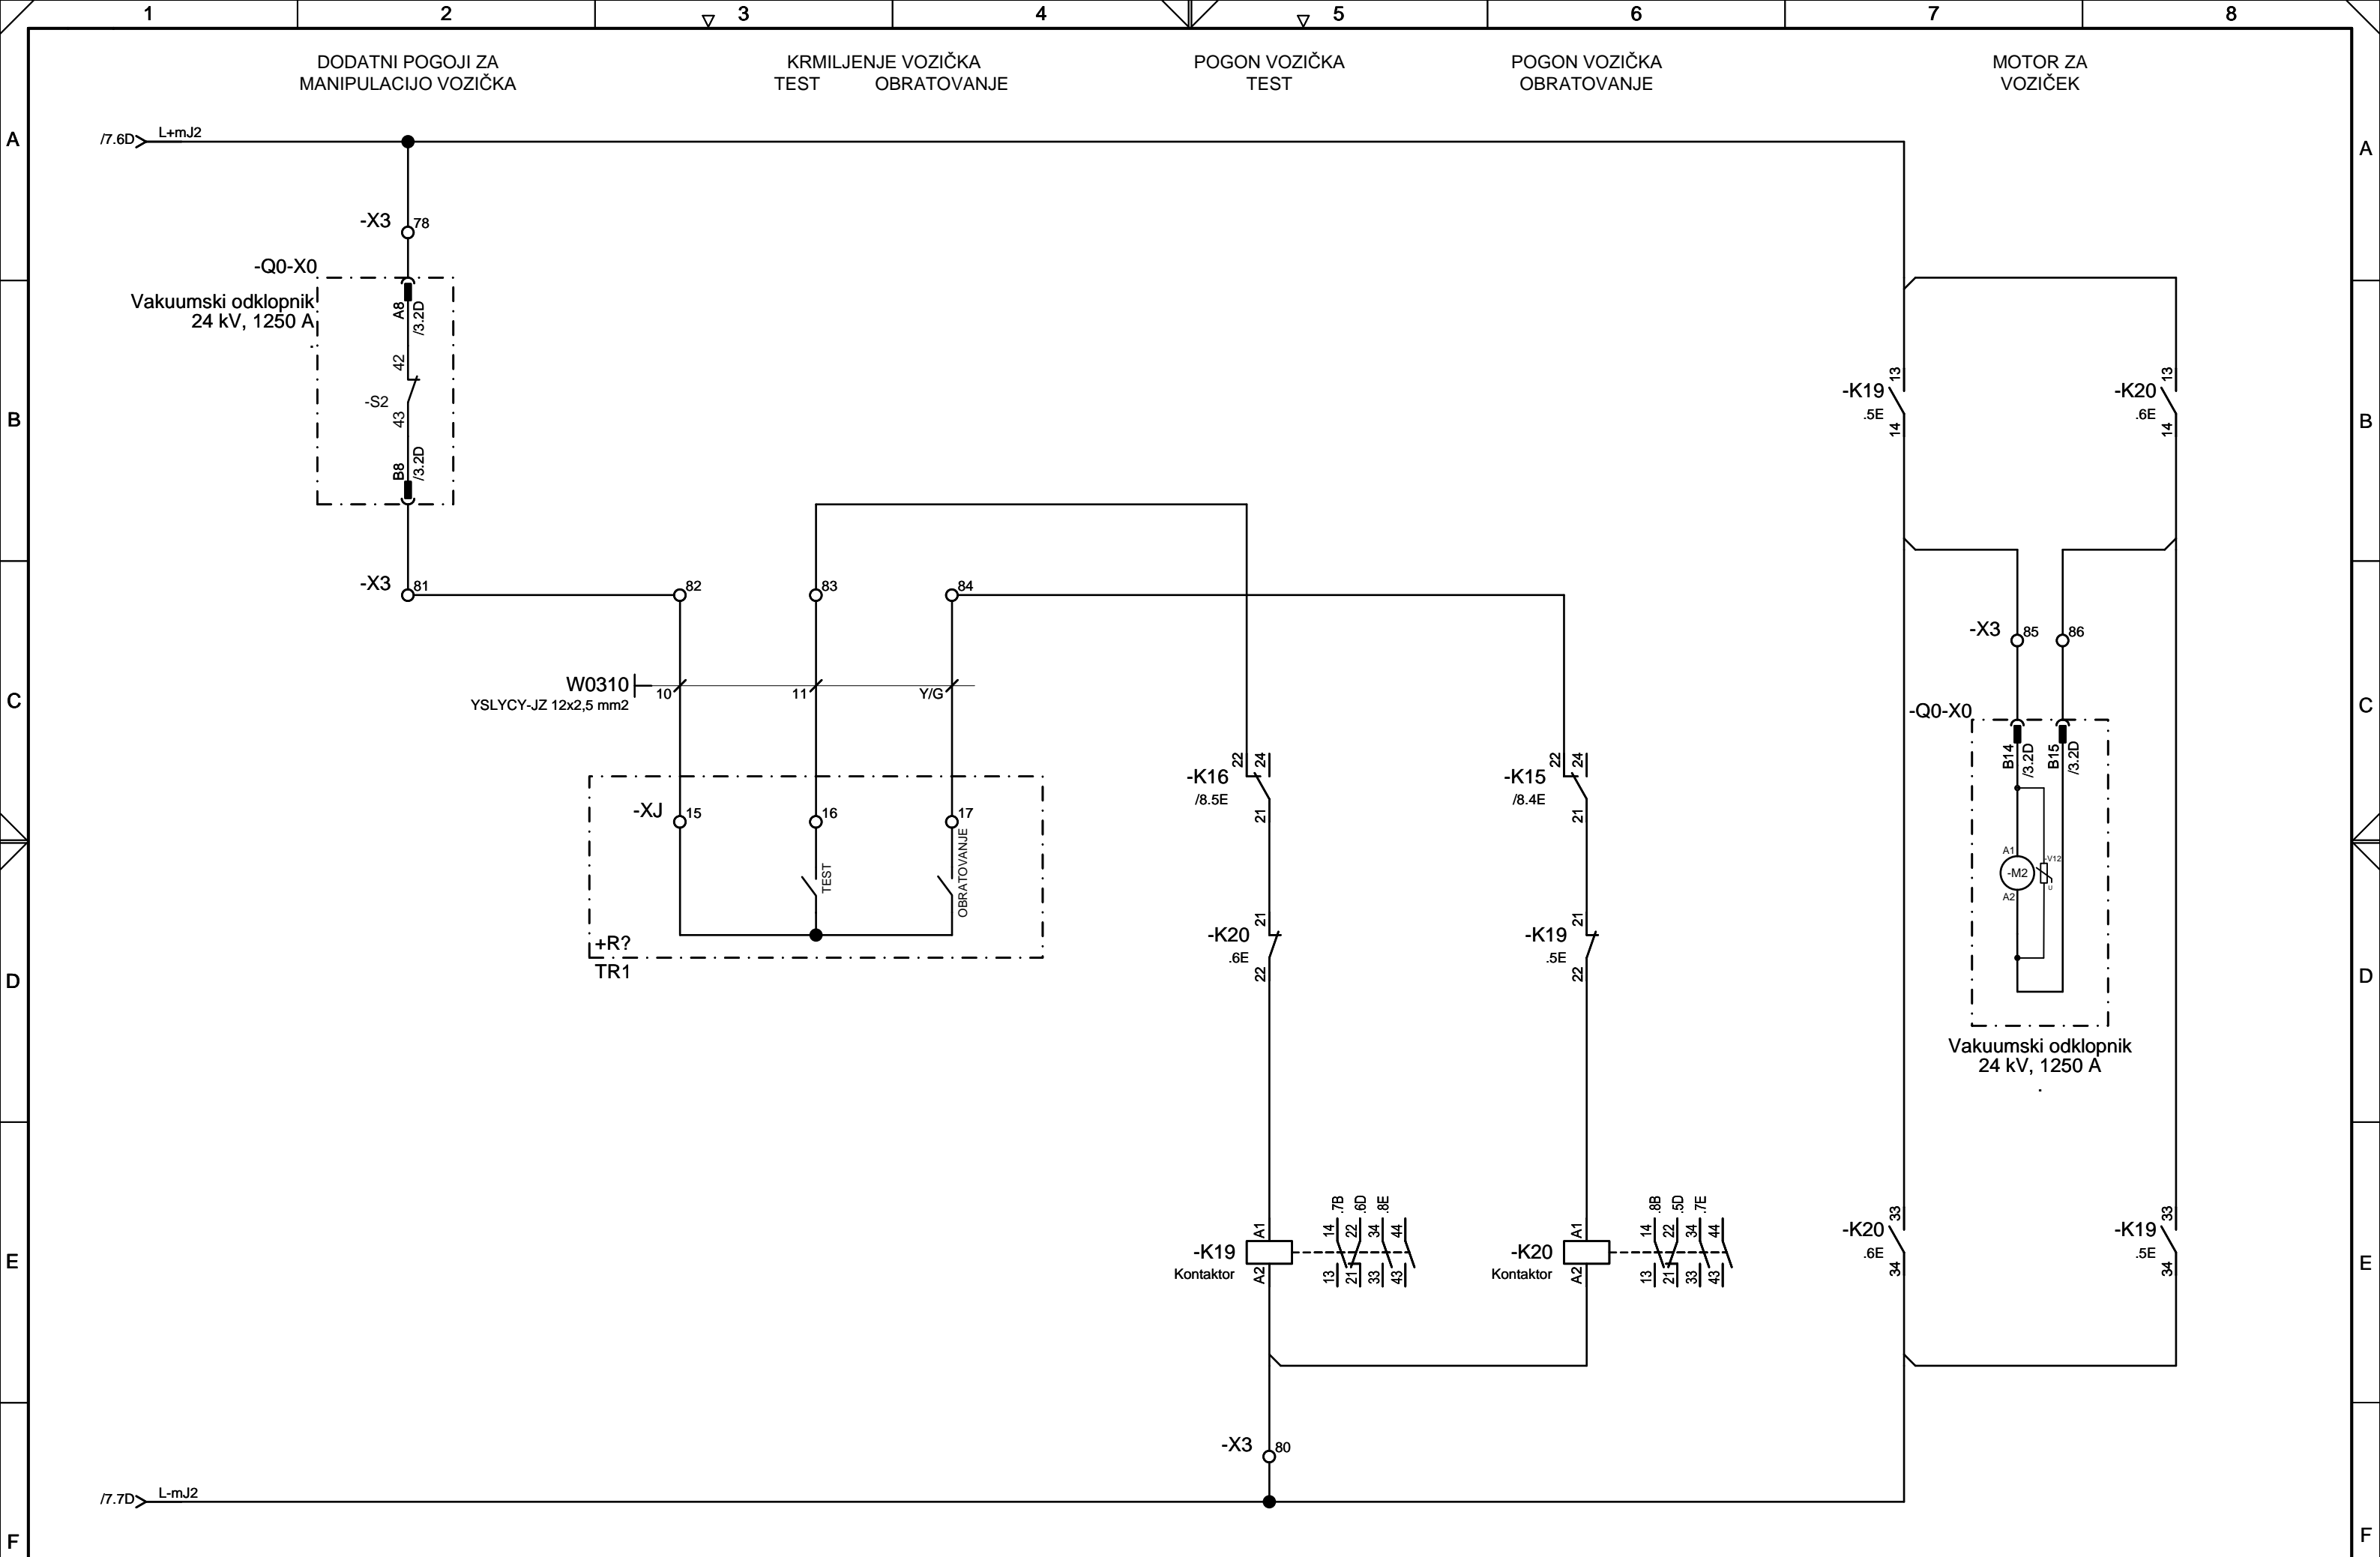 1 2 3 4 5 6 7 8
DODATNI POGOJI ZA
MANIPULACIJO VOZIČKA
KRMILJENJE VOZIČKA
TEST OBRATOVANJE
POGON VOZIČKA
TEST
POGON VOZIČKA
OBRATOVANJE
MOTOR ZA
VOZIČEK
A A
/7.6D L+mJ2
-X3 78
-Q0-X0
Vakuumski odklopnik
24 kV, 1250 A
.
A8
/3.2D
42
-S2
43
B8
/3.2D
B B
-K19
.5E
13
14
-K20
.6E
13
14
-X3 81 82 83 84
W0310
YSLYCY-JZ 12x2,5 mm2
10 11 Y/G
C C
-XJ 15 16 17
TEST
OBRATOVANJE
+R?
TR1
-K16
/8.5E
22 24
21
-K15
/8.4E
22 24
21
-K20
.6E
21
22
-K19
.5E
21
22
-X3 85 86
-Q0-X0
B14
/3.2D
B15
/3.2D
A1
-M2
A2
-V12
U
Vakuumski odklopnik
24 kV, 1250 A
.
D D
-K19
Kontaktor
A1
A2
.7B .6D .8E
14 22 34 44
13 21 33 43
-K20
Kontaktor
A1
A2
.8B .5D .7E
14 22 34 44
13 21 33 43
-K20
.6E
33
34
-K19
.5E
33
34
E E
-X3 80
/7.7D L-mJ2
F F